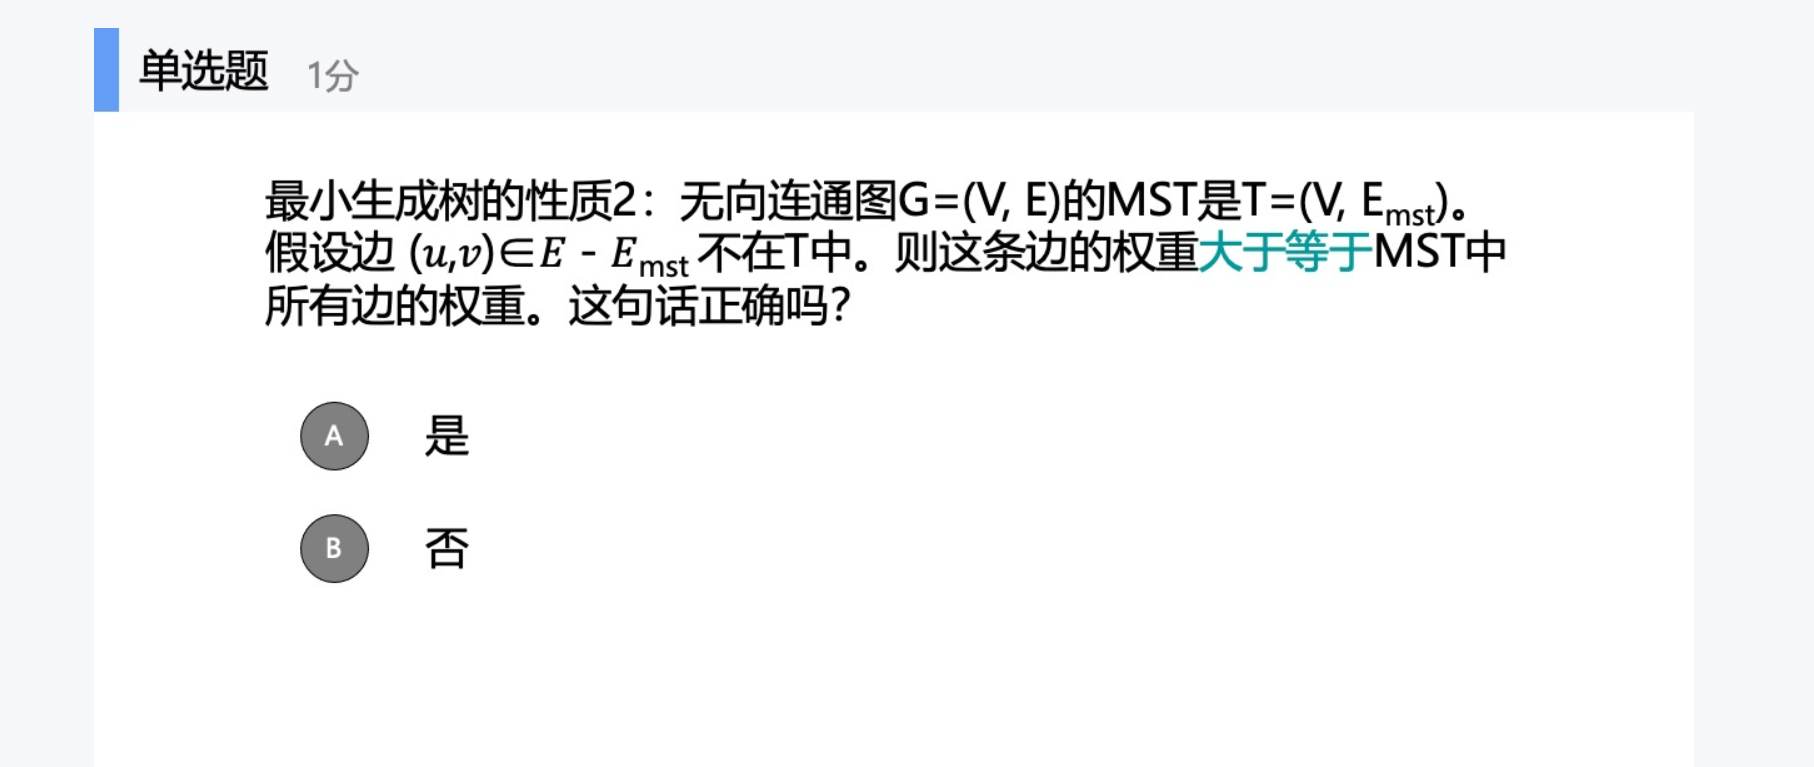 单选题 1分
最小生成树的性质2：无向连通图G=(V, E)的MST是T=(V, Emst)。
假设边 (u,v)∈E - Emst 不在T中。则这条边的权重大于等于MST中
所有边的权重。这句话正确吗？
A 是
B 否